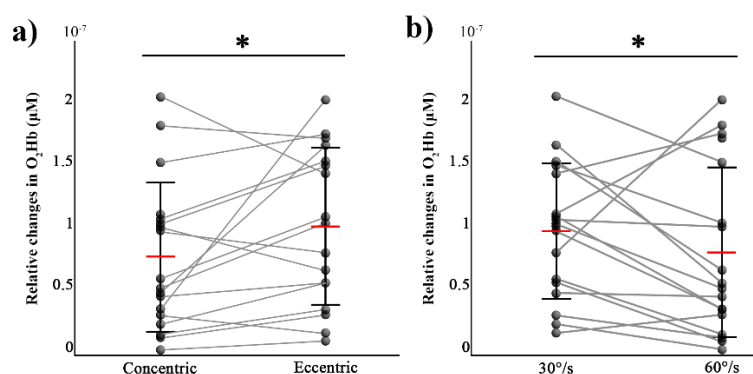 a)
10⁻⁷
*
Relative changes in O₂Hb (μM)
2
1.5
1
0.5
0
Concentric
Eccentric
b)
10⁻⁷
*
Relative changes in O₂Hb (μM)
2
1.5
1
0.5
0
30°/s
60°/s